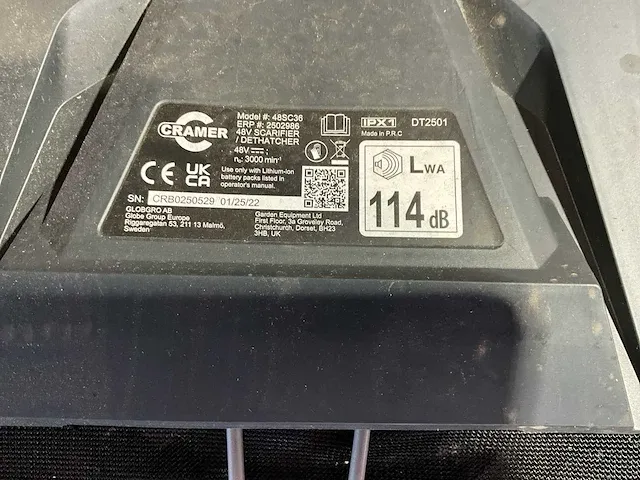 CRAMER
Model #: 48SC36
ERP #: 2502986
48V SCARIFIER
/ DETHATCHER
48V
n₀: 3000 min⁻¹
Use only with Lithium-ion
battery packs listed in
operator's manual.
IPX1
DT2501
Made in P.R.C
CE UK
CA
SN: CRB0250529 01/25/22
GLOBGRO AB
Globe Group Europa
Riggaregatan 53, 211 13 Malmö,
Sweden
Garden Equipment Ltd
First Floor, 3a Groveley Road,
Christchurch, Dorset, BH23
3HB, UK
LWA
114 dB